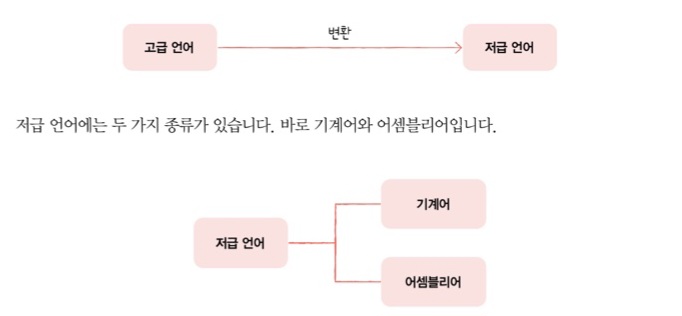 변환
고급 언어 저급 언어
저급 언어에는 두 가지 종류가 있습니다. 바로 기계어와 어셈블리어입니다.
기계어
저급 언어
어셈블리어